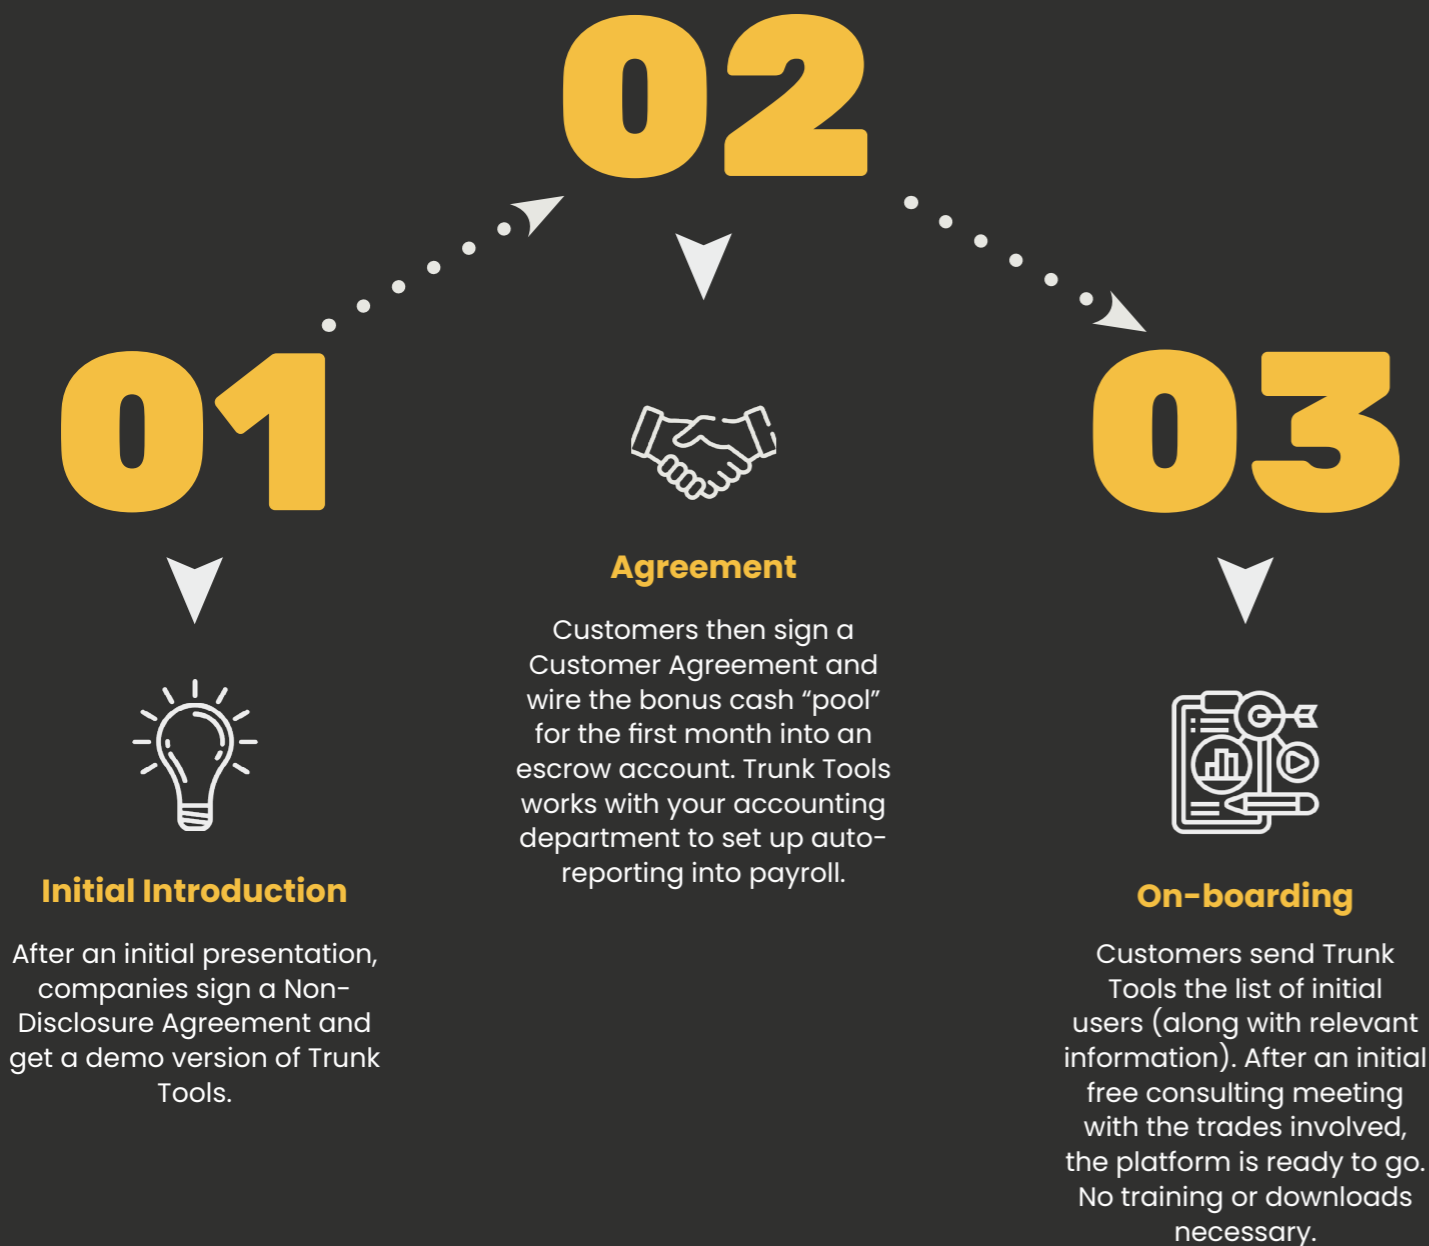 01
Initial Introduction
After an initial presentation,
companies sign a Non-
Disclosure Agreement and
get a demo version of Trunk
Tools.
02
Agreement
Customers then sign a
Customer Agreement and
wire the bonus cash “pool”
for the first month into an
escrow account. Trunk Tools
works with your accounting
department to set up auto-
reporting into payroll.
03
On-boarding
Customers send Trunk
Tools the list of initial
users (along with relevant
information). After an initial
free consulting meeting
with the trades involved,
the platform is ready to go.
No training or downloads
necessary.